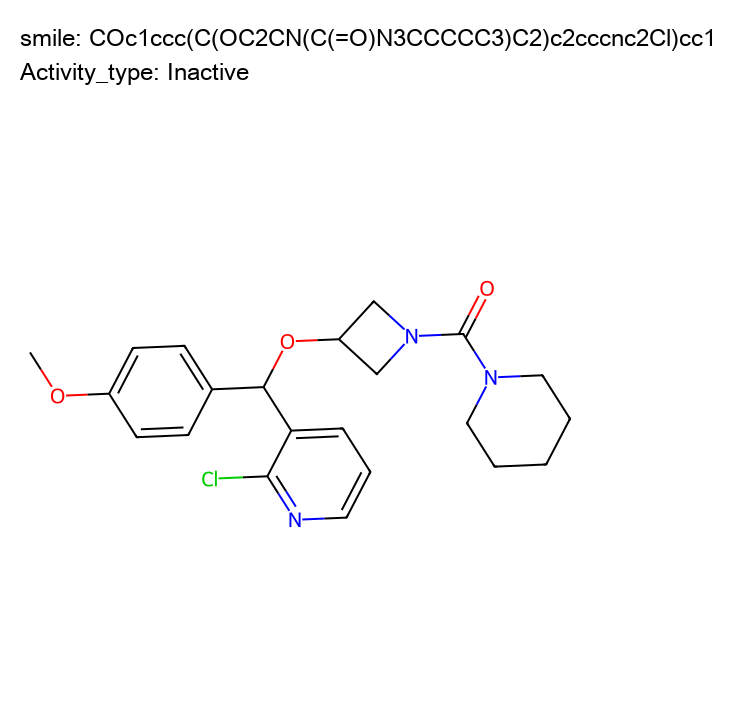 smile: COc1ccc(C(OC2CN(C(=O)N3CCCCC3)C2)c2cccnc2Cl)cc1
Activity_type: Inactive
O
N
O
N
O
Cl
N